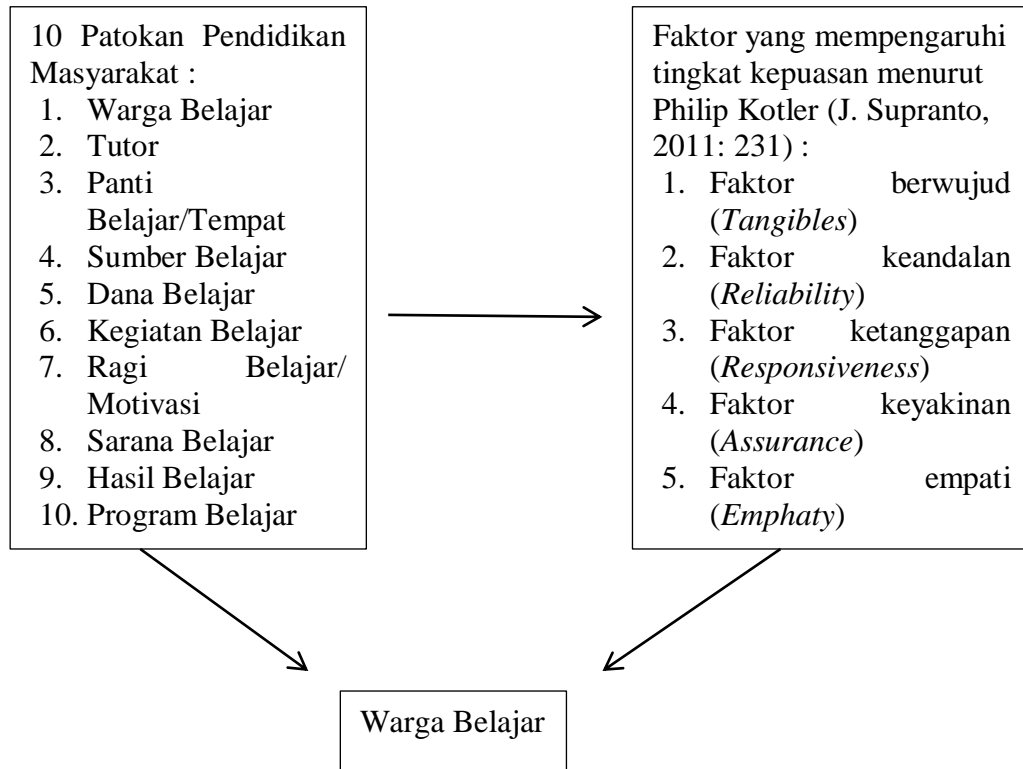 10 Patokan Pendidikan
Masyarakat :
1. Warga Belajar
2. Tutor
3. Panti
Belajar/Tempat
4. Sumber Belajar
5. Dana Belajar
6. Kegiatan Belajar
7. Ragi Belajar/
Motivasi
8. Sarana Belajar
9. Hasil Belajar
10. Program Belajar
Faktor yang mempengaruhi
tingkat kepuasan menurut
Philip Kotler (J. Supranto,
2011: 231) :
1. Faktor berwujud
(Tangibles)
2. Faktor keandalan
(Reliability)
3. Faktor ketanggapan
(Responsiveness)
4. Faktor keyakinan
(Assurance)
5. Faktor empati
(Emphaty)
Warga Belajar